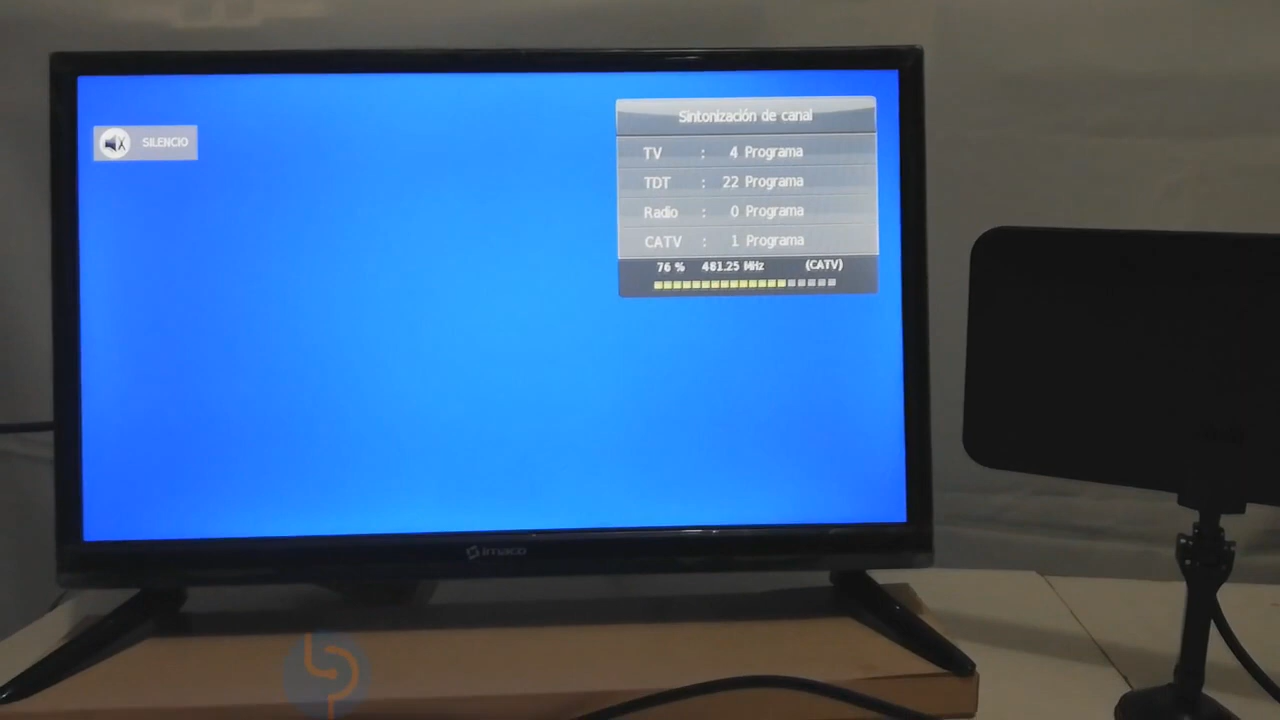 SILENCIO
Sintonización de canal
TV : 4 Programa
TDT : 22 Programa
Radio : 0 Programa
CATV : 1 Programa
76 % 481.25 MHz (CATV)
imaco